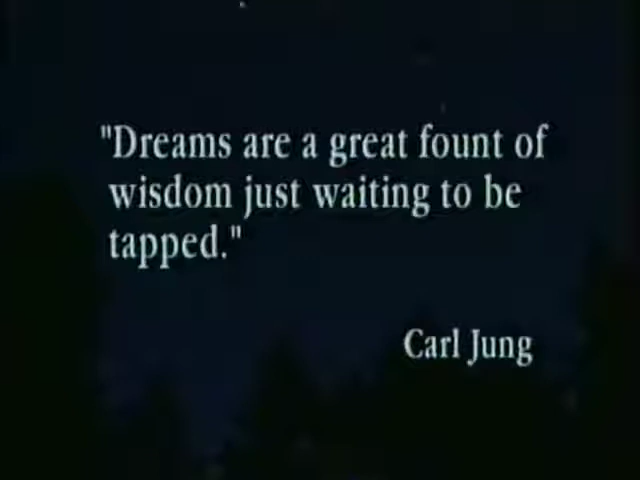 "Dreams are a great fount of
wisdom just waiting to be
tapped."
Carl Jung